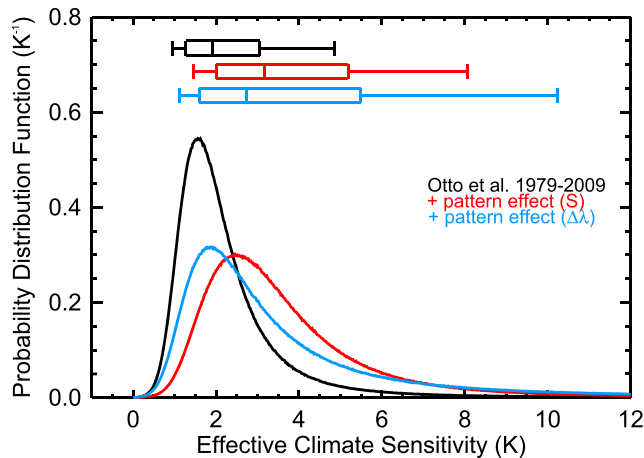 Probability Distribution Function (K⁻¹)
0.8
0.6
0.4
0.2
0.0
Otto et al. 1979-2009
+ pattern effect (S)
+ pattern effect (Δλ)
0 2 4 6 8 10 12
Effective Climate Sensitivity (K)